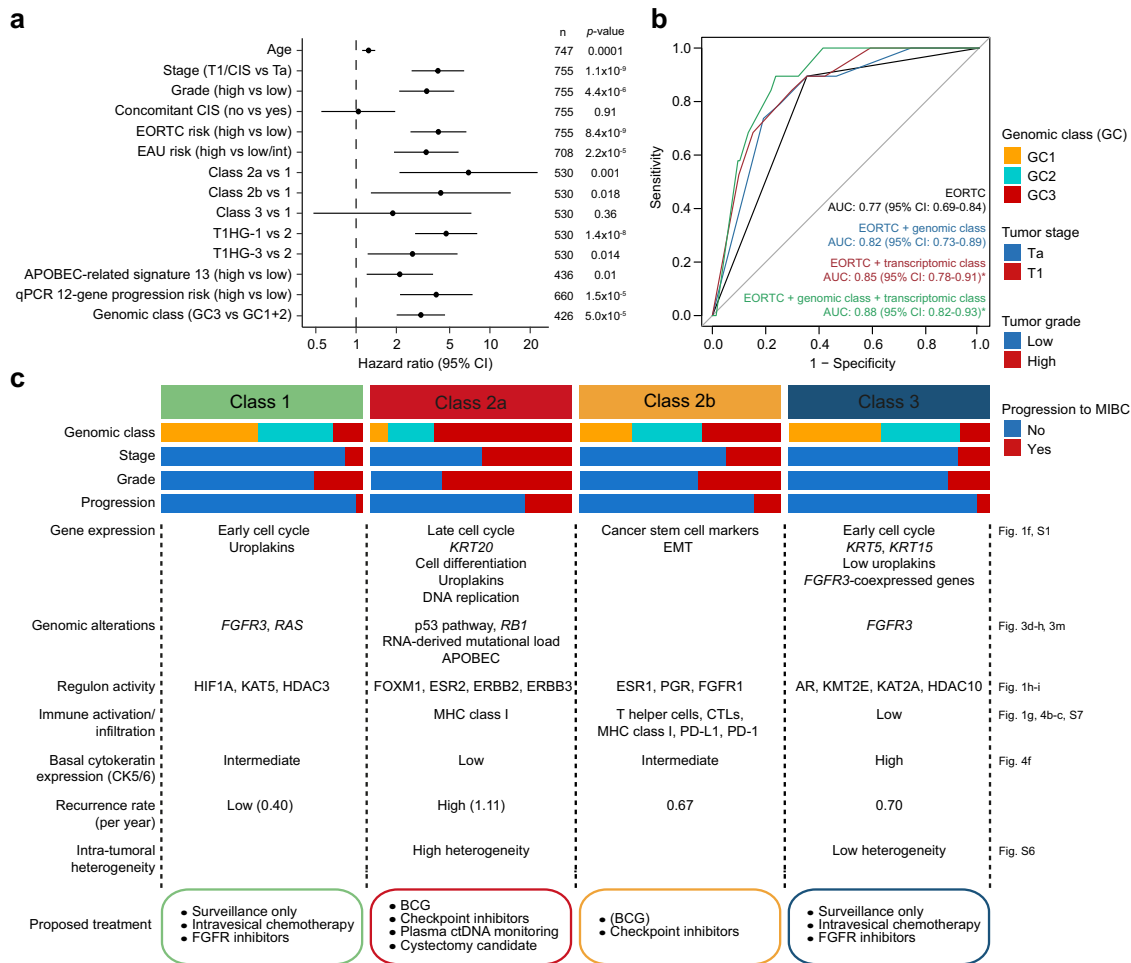 a
n p-value
Age 747 0.0001
Stage (T1/CIS vs Ta) 755 1.1x10⁻⁹
Grade (high vs low) 755 4.4x10⁻⁶
Concomitant CIS (no vs yes) 755 0.91
EORTC risk (high vs low) 755 8.4x10⁻⁹
EAU risk (high vs low/int) 708 2.2x10⁻⁵
Class 2a vs 1 530 0.001
Class 2b vs 1 530 0.018
Class 3 vs 1 530 0.36
T1HG-1 vs 2 530 1.4x10⁻⁸
T1HG-3 vs 2 530 0.014
APOBEC-related signature 13 (high vs low) 436 0.01
qPCR 12-gene progression risk (high vs low) 660 1.5x10⁻⁵
Genomic class (GC3 vs GC1+2) 426 5.0x10⁻⁵
0.5 1 2 5 10 20
Hazard ratio (95% CI)
b
Sensitivity
1.0
0.8
0.6
0.4
0.2
0.0
EORTC
AUC: 0.77 (95% CI: 0.69-0.84)
EORTC + genomic class
AUC: 0.82 (95% CI: 0.73-0.89)
EORTC + transcriptomic class
AUC: 0.85 (95% CI: 0.78-0.91)*
EORTC + genomic class + transcriptomic class
AUC: 0.88 (95% CI: 0.82-0.93)*
0.0 0.2 0.4 0.6 0.8 1.0
1 − Specificity
Genomic class (GC)
GC1
GC2
GC3
Tumor stage
Ta
T1
Tumor grade
Low
High
Progression to MIBC
No
Yes
c
Class 1 Class 2a Class 2b Class 3
Genomic class
Stage
Grade
Progression
Gene expression
Early cell cycle
Uroplakins
Late cell cycle
KRT20
Cell differentiation
Uroplakins
DNA replication
Cancer stem cell markers
EMT
Early cell cycle
KRT5, KRT15
Low uroplakins
FGFR3-coexpressed genes
Fig. 1f, S1
Genomic alterations
FGFR3, RAS
p53 pathway, RB1
RNA-derived mutational load
APOBEC
FGFR3
Fig. 3d-h, 3m
Regulon activity
HIF1A, KAT5, HDAC3
FOXM1, ESR2, ERBB2, ERBB3
ESR1, PGR, FGFR1
AR, KMT2E, KAT2A, HDAC10
Fig. 1h-i
Immune activation/
infiltration
MHC class I
T helper cells, CTLs,
MHC class I, PD-L1, PD-1
Low
Fig. 1g, 4b-c, S7
Basal cytokeratin
expression (CK5/6)
Intermediate
Low
Intermediate
High
Fig. 4f
Recurrence rate
(per year)
Low (0.40)
High (1.11)
0.67
0.70
Intra-tumoral
heterogeneity
High heterogeneity
Low heterogeneity
Fig. S6
Proposed treatment
• Surveillance only
• Intravesical chemotherapy
• FGFR inhibitors
• BCG
• Checkpoint inhibitors
• Plasma ctDNA monitoring
• Cystectomy candidate
• (BCG)
• Checkpoint inhibitors
• Surveillance only
• Intravesical chemotherapy
• FGFR inhibitors